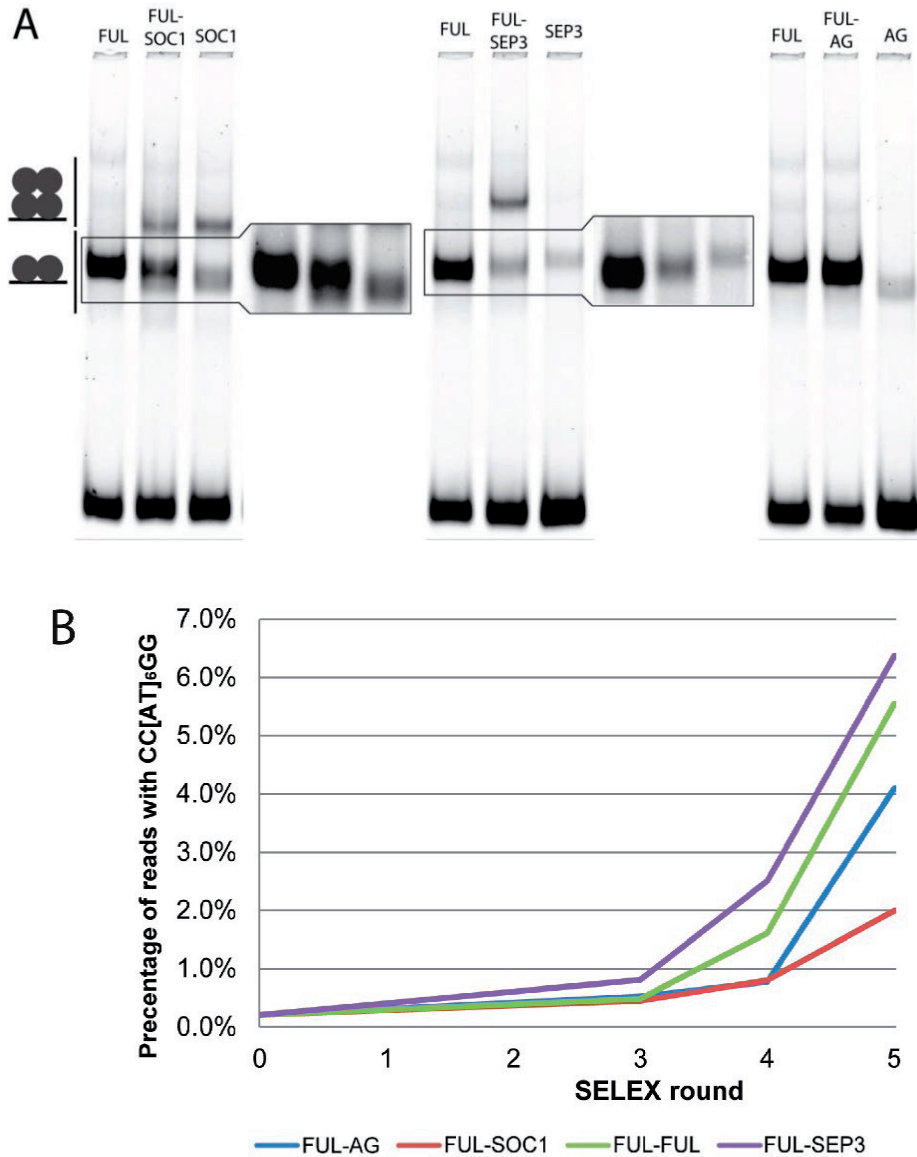 A
FUL
FUL-
SOC1
SOC1
FUL
FUL-
SEP3
SEP3
FUL
FUL-
AG
AG
B
Precentage of reads with CC[AT]₆GG
7.0%
6.0%
5.0%
4.0%
3.0%
2.0%
1.0%
0.0%
0 1 2 3 4 5
SELEX round
FUL-AG FUL-SOC1 FUL-FUL FUL-SEP3